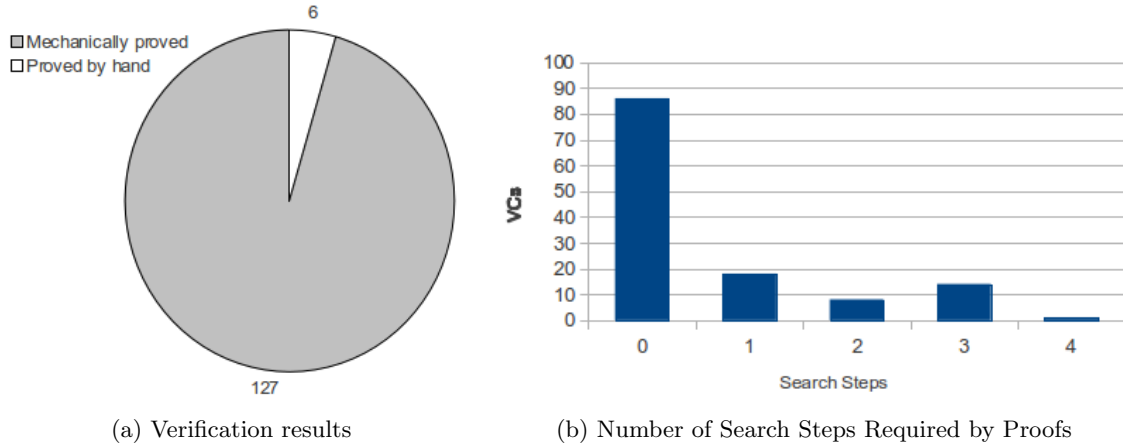 6
Mechanically proved
Proved by hand
127
(a) Verification results
100
90
80
70
60
50
40
30
20
10
0
VCs
0 1 2 3 4
Search Steps
(b) Number of Search Steps Required by Proofs